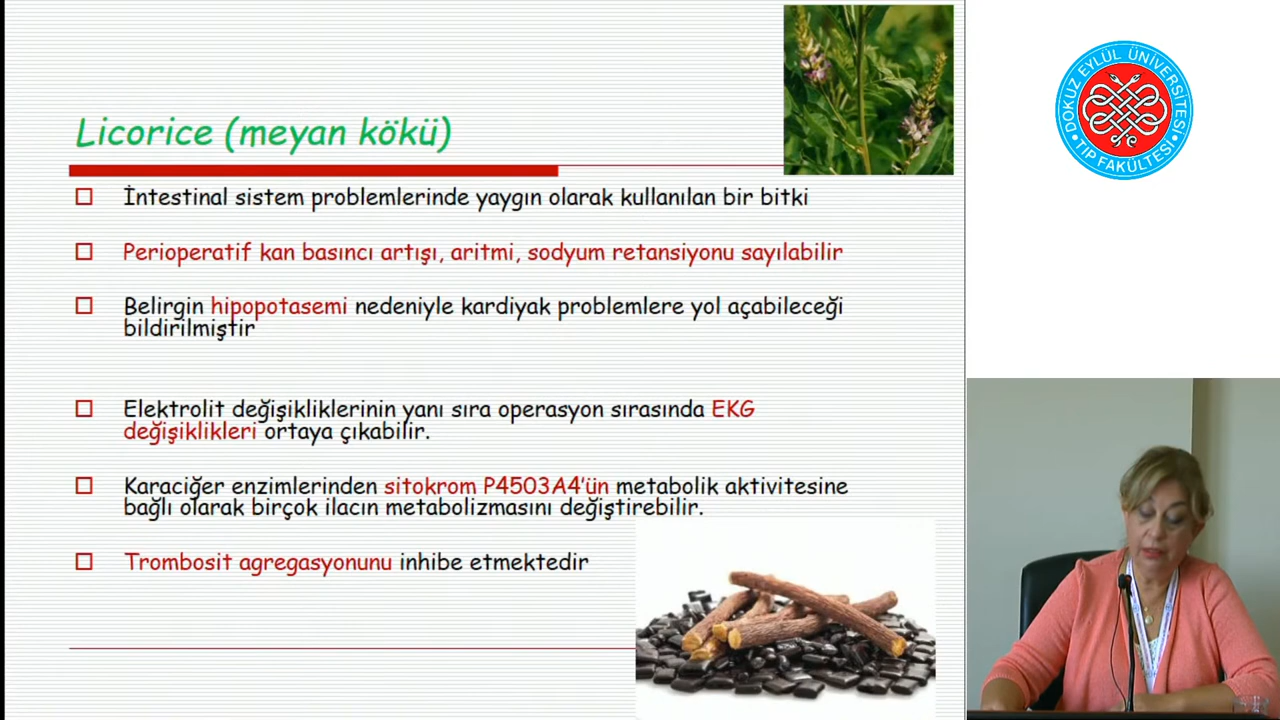 Licorice (meyan kökü)
İntestinal sistem problemlerinde yaygın olarak kullanılan bir bitki
Perioperatif kan basıncı artışı, aritmi, sodyum retansiyonu sayılabilir
Belirgin hipopotasemi nedeniyle kardiyak problemlere yol açabileceği
bildirilmiştir
Elektrolit değişikliklerinin yanı sıra operasyon sırasında EKG
değişiklikleri ortaya çıkabilir.
Karaciğer enzimlerinden sitokrom P4503A4'ün metabolik aktivitesine
bağlı olarak birçok ilacın metabolizmasını değiştirebilir.
Trombosit agregasyonunu inhibe etmektedir
DOKUZ EYLÜL ÜNİVERSİTESİ
TIP FAKÜLTESİ